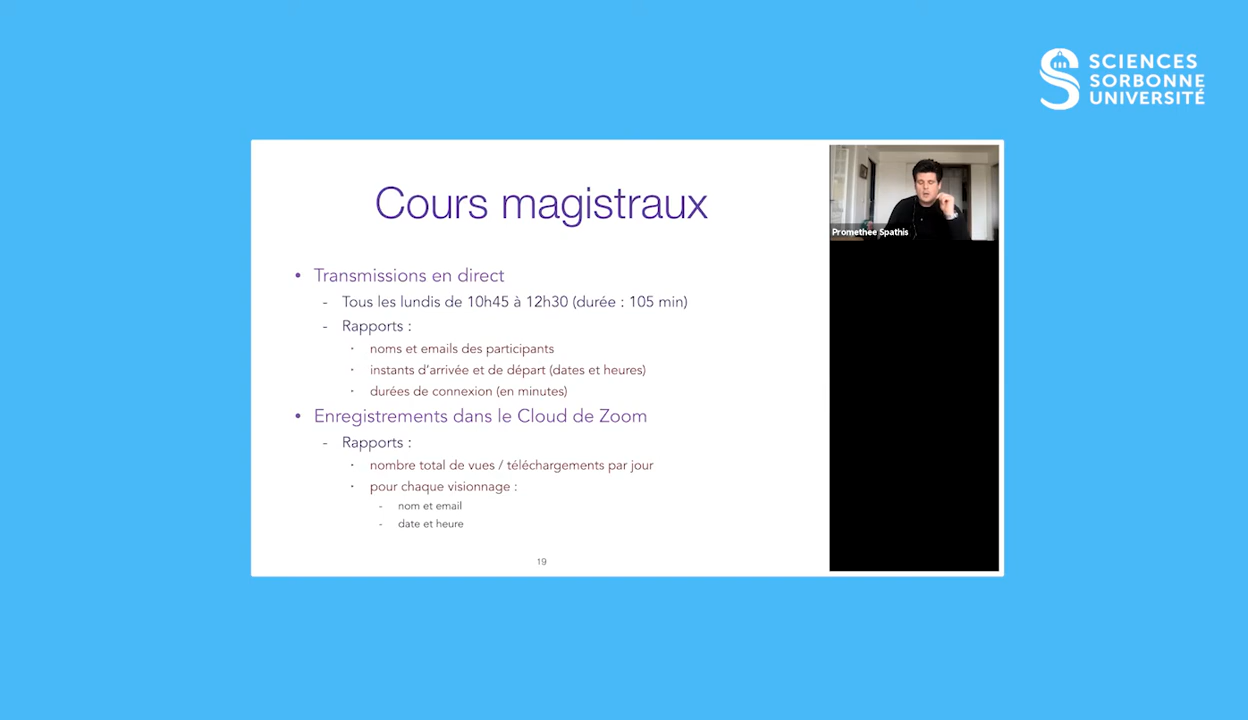 SCIENCES
SORBONNE
UNIVERSITÉ
Cours magistraux
Promethee Spathis
• Transmissions en direct
- Tous les lundis de 10h45 à 12h30 (durée : 105 min)
- Rapports :
· noms et emails des participants
· instants d'arrivée et de départ (dates et heures)
· durées de connexion (en minutes)
• Enregistrements dans le Cloud de Zoom
- Rapports :
· nombre total de vues / téléchargements par jour
· pour chaque visionnage :
- nom et email
- date et heure
19